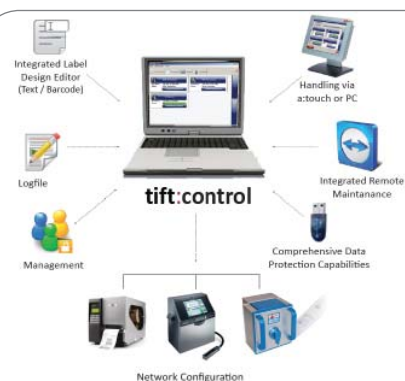 Integrated Label
Design Editor
(Text / Barcode)
Handling via
a:touch or PC
Logfile
Integrated Remote
Maintanance
tift:control
Management
Comprehensive Data
Protection Capabilities
Network Configuration